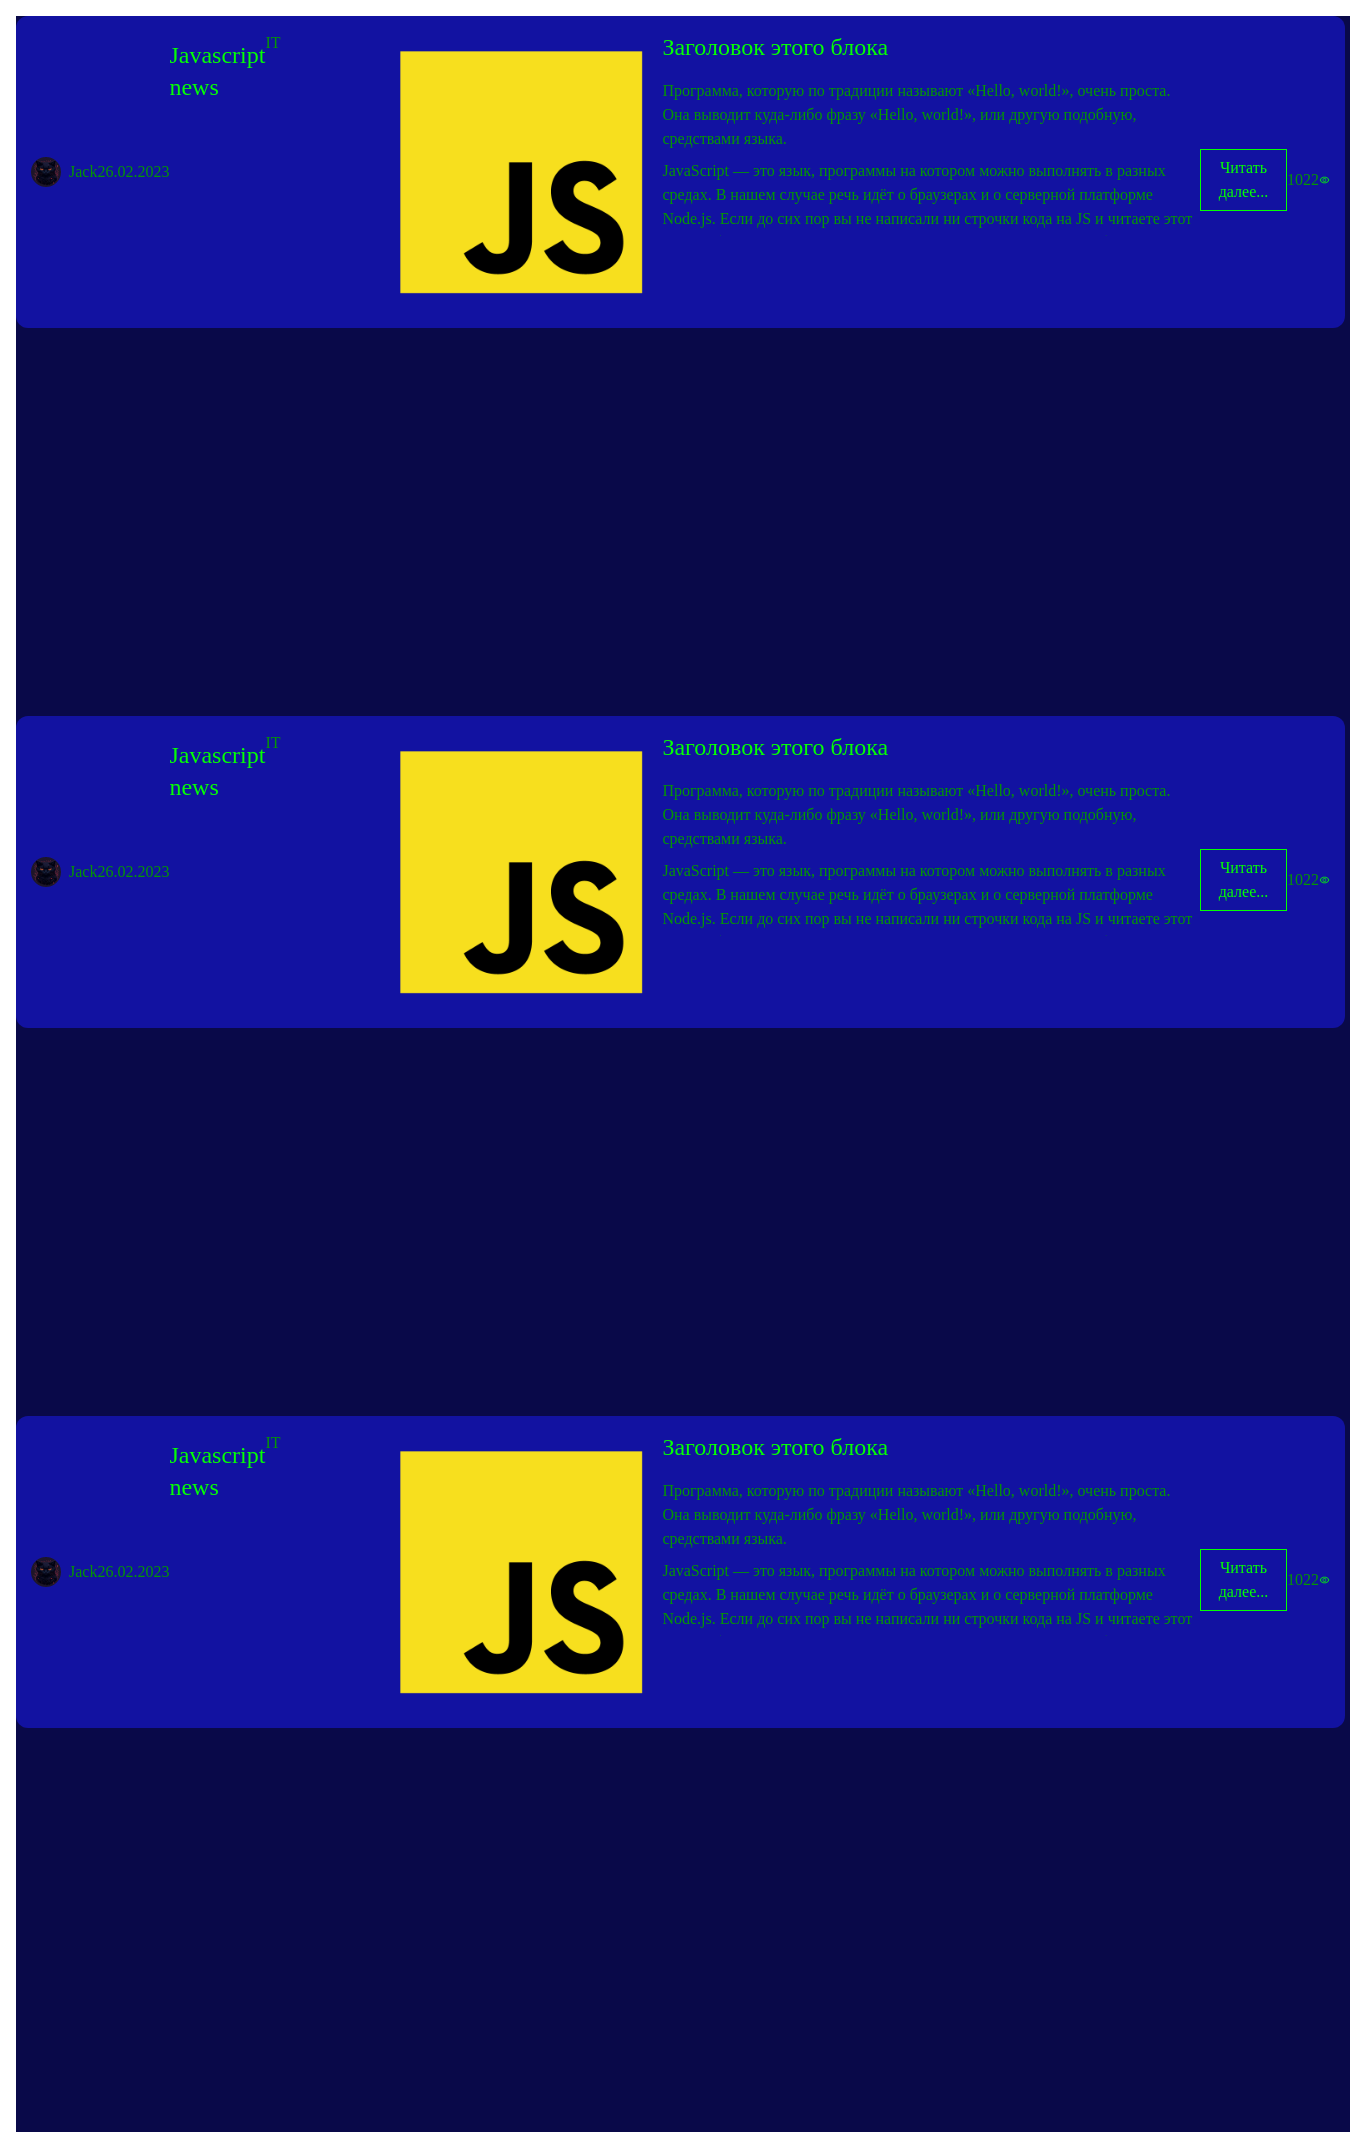 Javascript
news
IT
Jack26.02.2023
JS
Заголовок этого блока
Программа, которую по традиции называют «Hello, world!», очень проста.
Она выводит куда-либо фразу «Hello, world!», или другую подобную,
средствами языка.
JavaScript — это язык, программы на котором можно выполнять в разных
средах. В нашем случае речь идёт о браузерах и о серверной платформе
Node.js. Если до сих пор вы не написали ни строчки кода на JS и читаете этот
Читать
далее...
1022
Javascript
news
IT
Jack26.02.2023
JS
Заголовок этого блока
Программа, которую по традиции называют «Hello, world!», очень проста.
Она выводит куда-либо фразу «Hello, world!», или другую подобную,
средствами языка.
JavaScript — это язык, программы на котором можно выполнять в разных
средах. В нашем случае речь идёт о браузерах и о серверной платформе
Node.js. Если до сих пор вы не написали ни строчки кода на JS и читаете этот
Читать
далее...
1022
Javascript
news
IT
Jack26.02.2023
JS
Заголовок этого блока
Программа, которую по традиции называют «Hello, world!», очень проста.
Она выводит куда-либо фразу «Hello, world!», или другую подобную,
средствами языка.
JavaScript — это язык, программы на котором можно выполнять в разных
средах. В нашем случае речь идёт о браузерах и о серверной платформе
Node.js. Если до сих пор вы не написали ни строчки кода на JS и читаете этот
Читать
далее...
1022